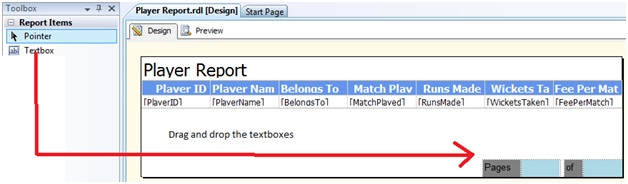 Toolbox
Player Report.rdl [Design] Start Page
Report Items
Design Preview
Pointer
Textbox
Player Report
Player ID Player Nam Belongs To Match Plav Runs Made Wickets Ta Fee Per Mat
[PlayerID] [PlayerName] [BelongsTo] [MatchPlayed] [RunsMade] [WicketsTaken] [FeePerMatch]
Drag and drop the textboxes
Pages of